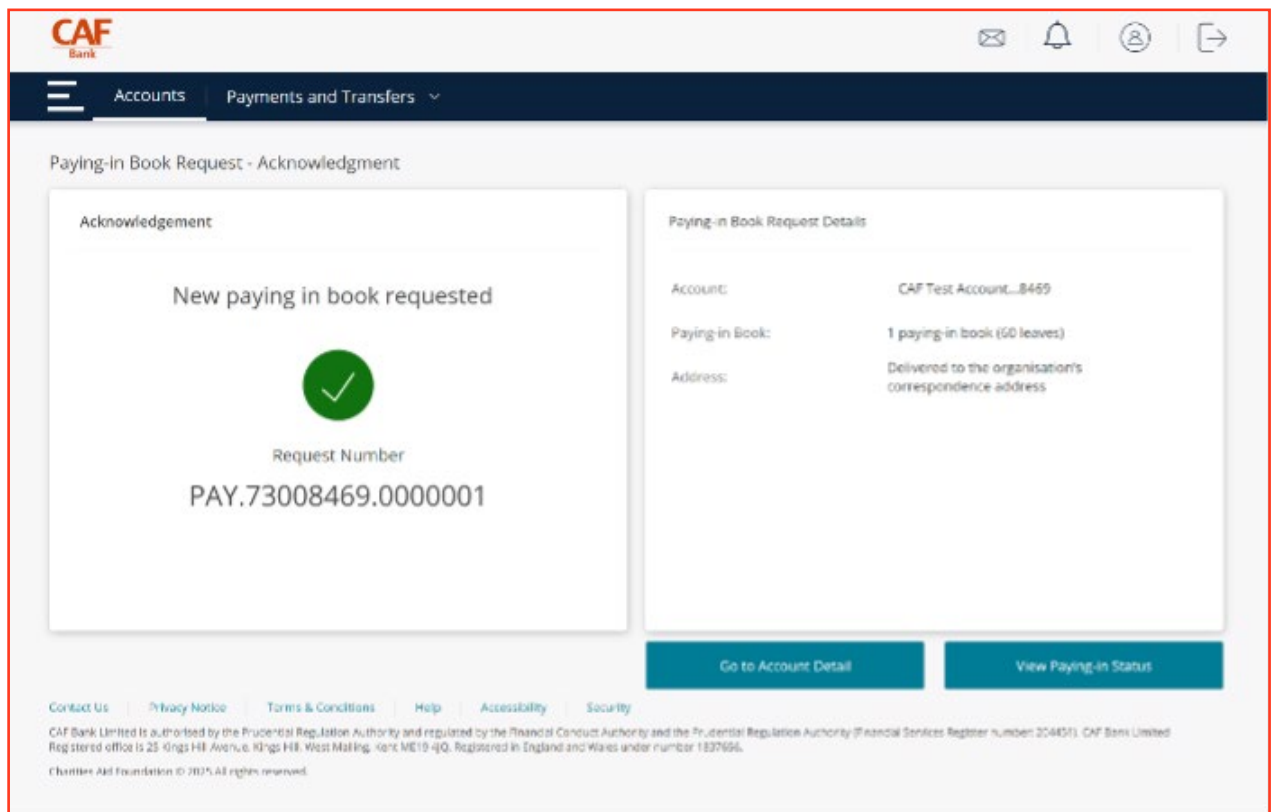 CAF
Bank
Accounts
Payments and Transfers
Paying-in Book Request - Acknowledgment
Acknowledgement
New paying in book requested
Request Number
PAY.73008469.0000001
Paying-in Book Request Details
Account: CAF Test Account...8469
Paying-in Book: 1 paying-in book (60 leaves)
Address: Delivered to the organisation's
correspondence address
Go to Account Detail
View Paying-in Status
Contact Us Privacy Notice Terms & Conditions Help Accessibility Security
CAF Bank Limited is authorised by the Prudential Regulation Authority and regulated by the Financial Conduct Authority and the Prudential Regulation Authority (Financial Services Register number: 204451). CAF Bank Limited
Registered office is 25 Kings Hill Avenue, Kings Hill, West Malling, Kent ME19 4JQ. Registered in England and Wales under number 1837656.
Charities Aid Foundation © 2025 All rights reserved.